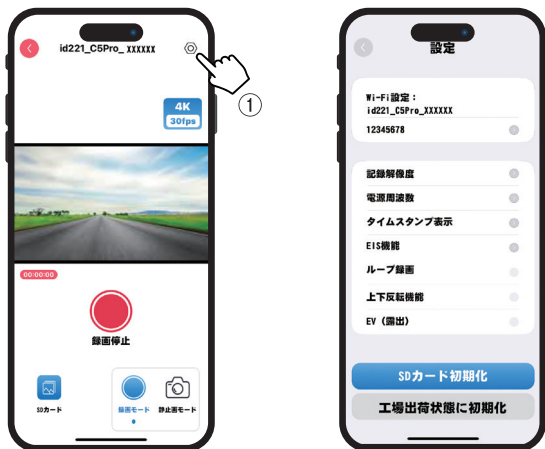 id221_C5Pro_ XXXXXX
①
4K
30fps
00:00:00
録画停止
SDカード
録画モード
静止画モード
設定
Wi-Fi設定:
id221_C5Pro_XXXXXX
12345678
記録解像度
電源周波数
タイムスタンプ表示
EIS機能
ループ録画
上下反転機能
EV(露出)
SDカード初期化
工場出荷状態に初期化